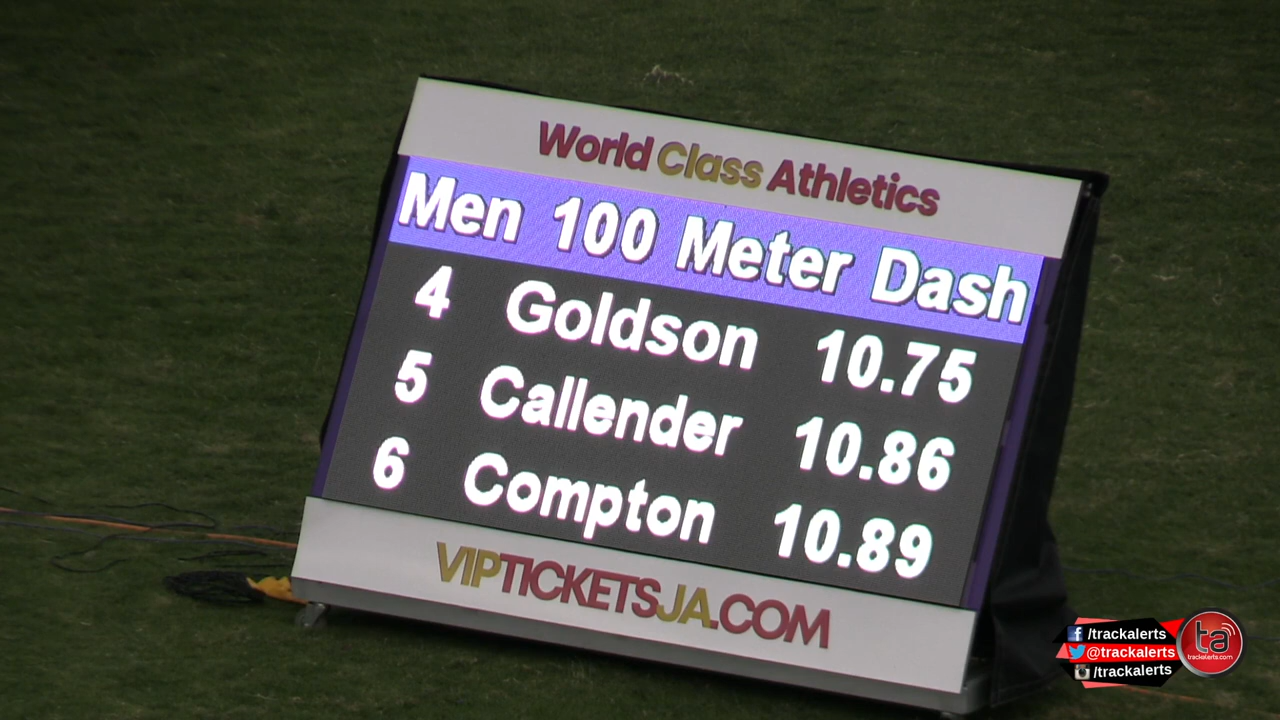 World Class Athletics
Men 100 Meter Dash
4 Goldson 10.75
5 Callender 10.86
6 Compton 10.89
VIPTICKETSJA.COM
/trackalerts
@trackalerts
/trackalerts
ta
trackalerts.com